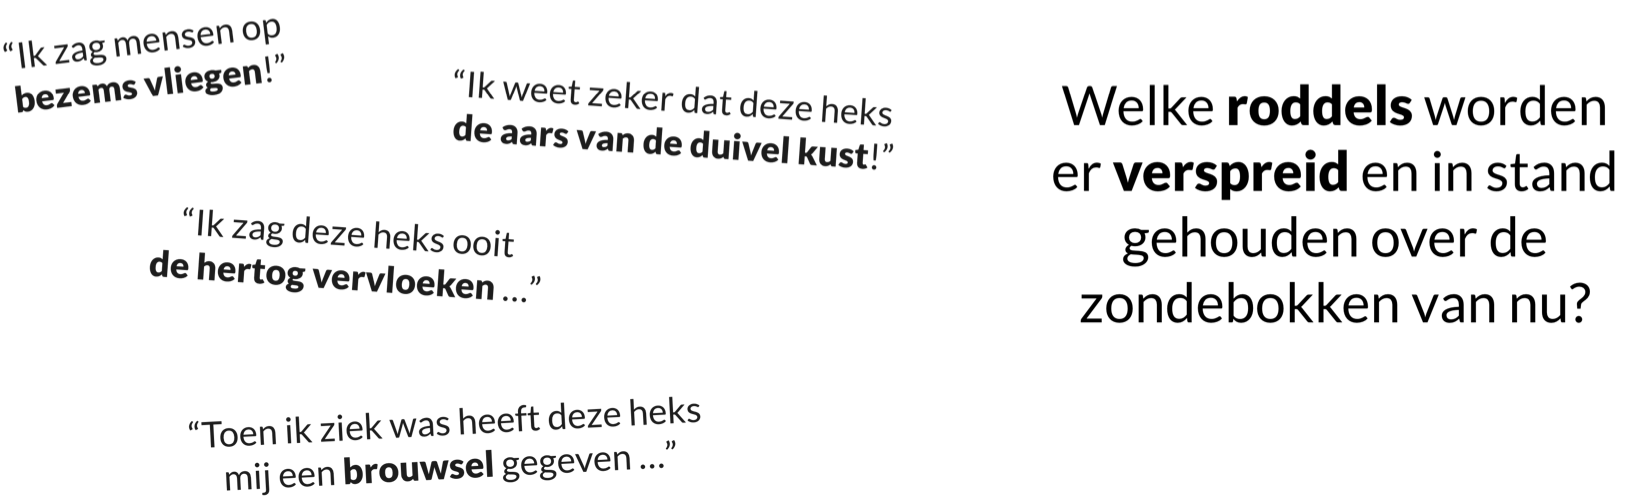 “Ik zag mensen op
bezems vliegen!”
“Ik weet zeker dat deze heks
de aars van de duivel kust!”
“Ik zag deze heks ooit
de hertog vervloeken ...”
“Toen ik ziek was heeft deze heks
mij een brouwsel gegeven ...”
Welke roddels worden
er verspreid en in stand
gehouden over de
zondebokken van nu?